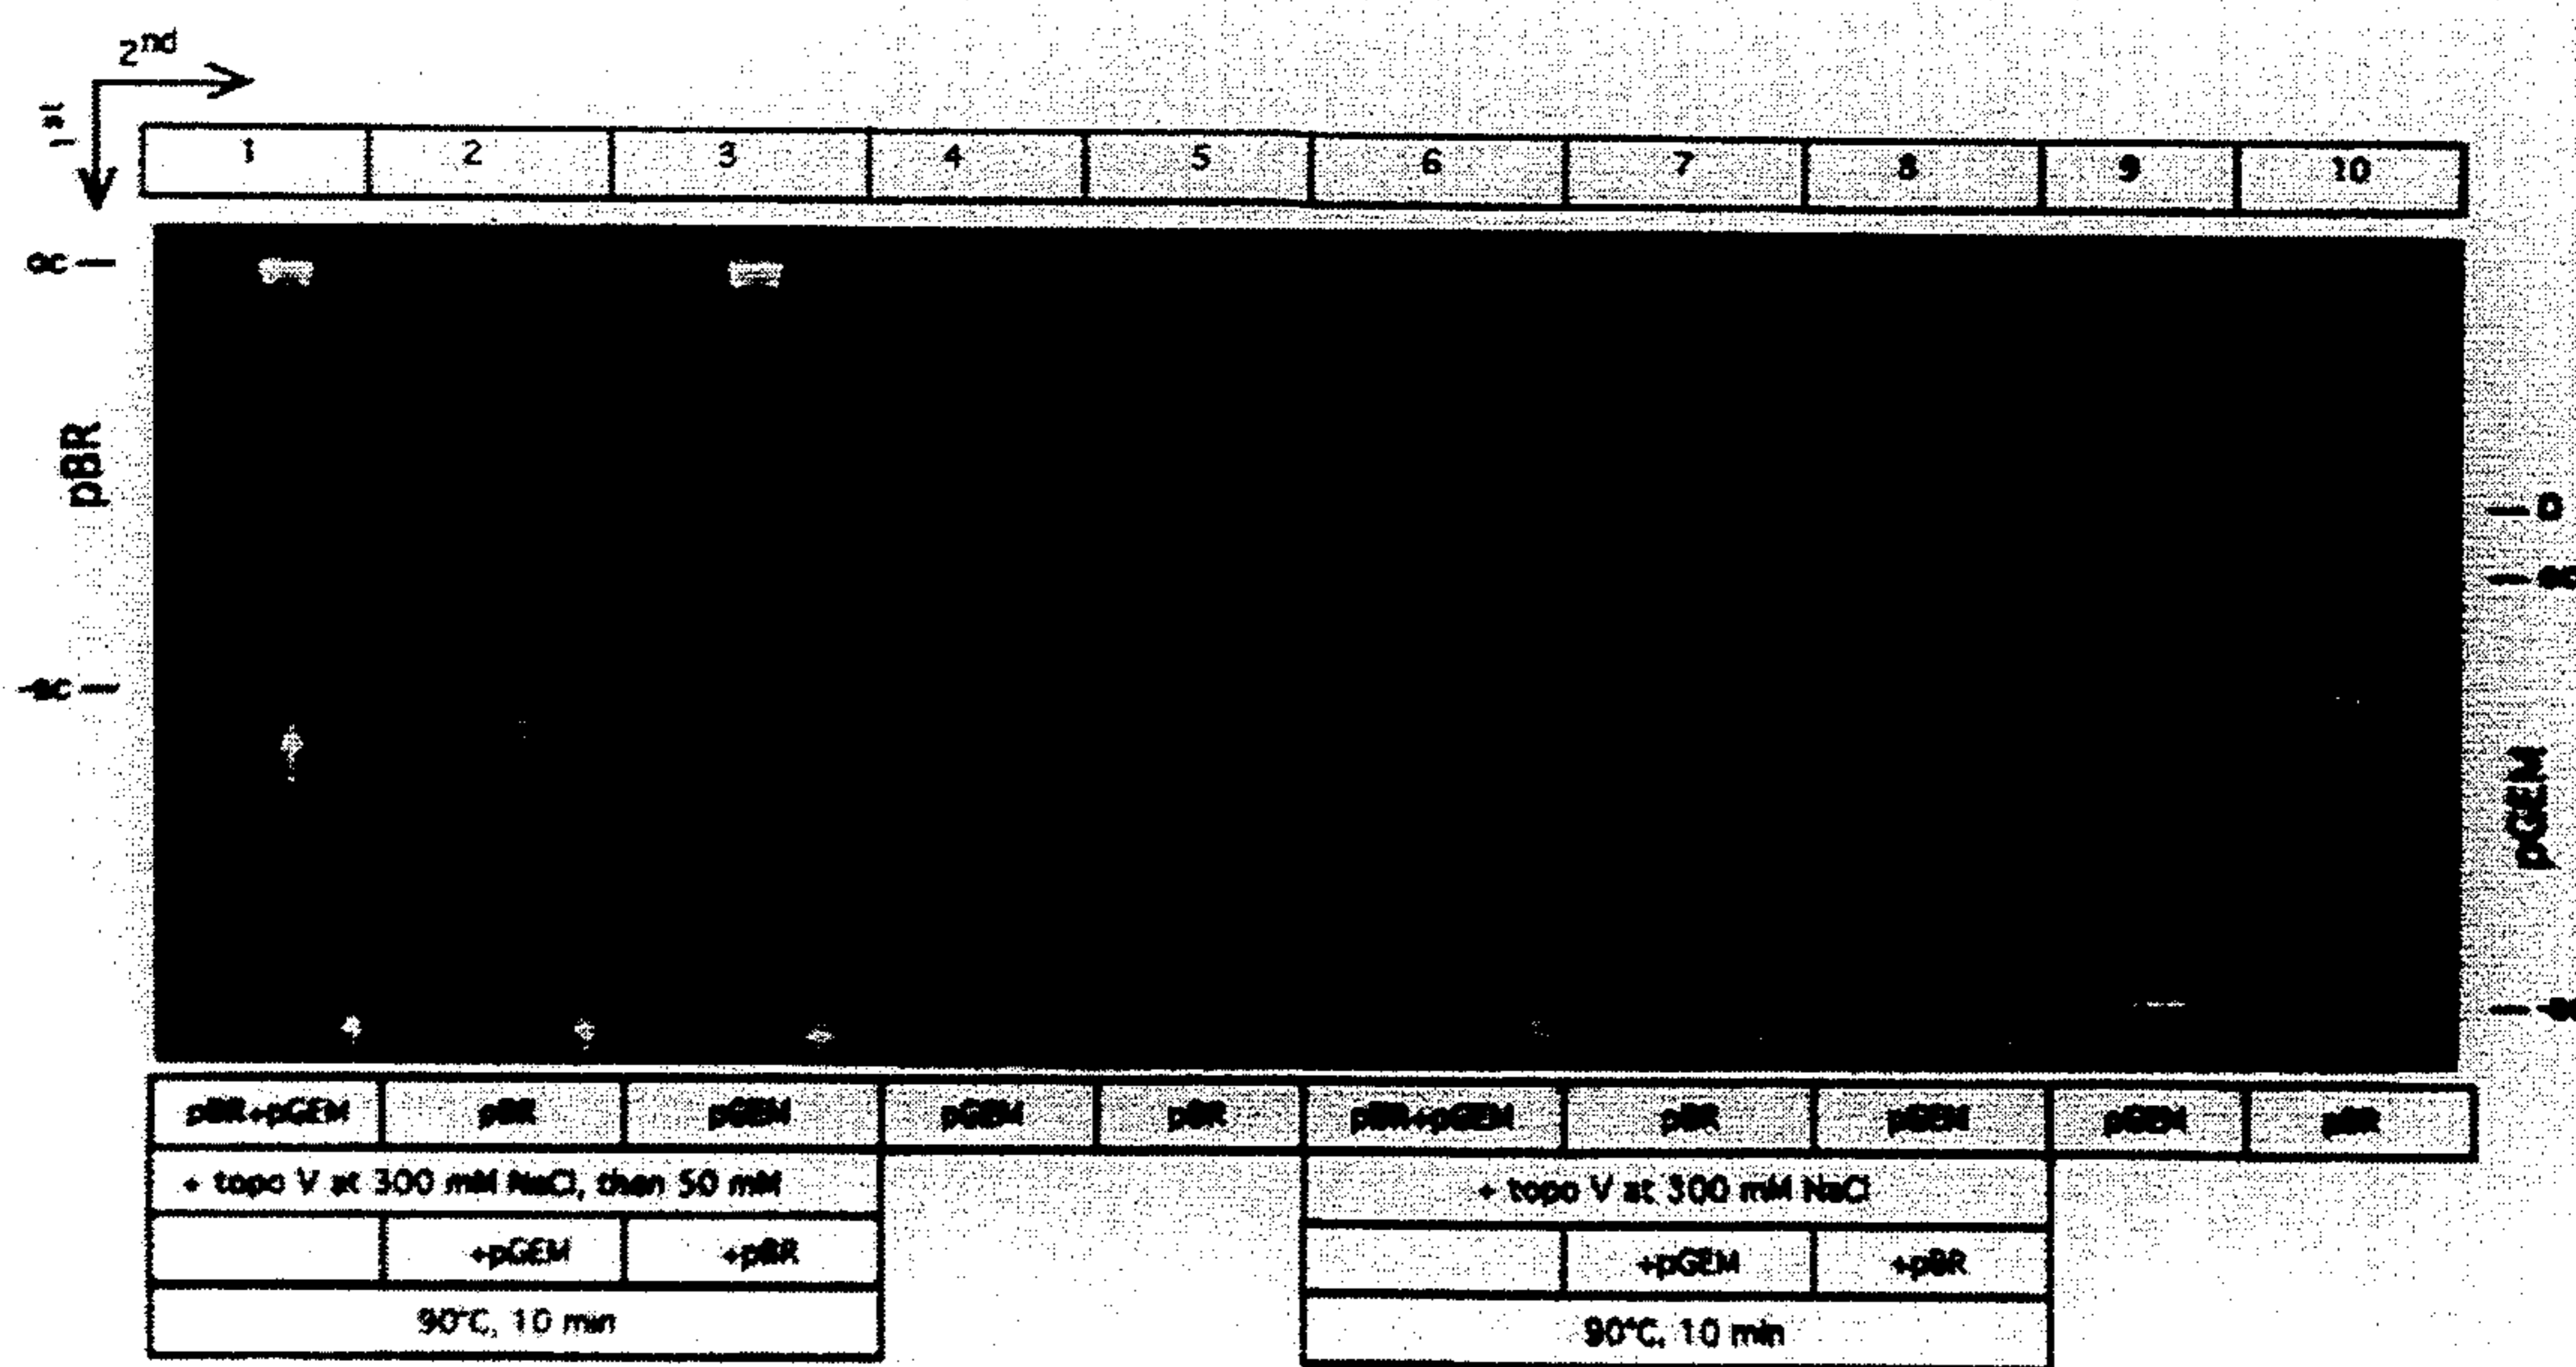 2nd
1st
1 2 3 4 5 6 7 8 9 10
oc
pBR
-sc
D
oc
pGEM
pBR+pGEM pBR pGEM pGEM pBR pBR+pGEM pBR pGEM pGEM pBR
+ topo V at 300 mM NaCl, then 50 mM + topo V at 300 mM NaCl
+pGEM +pBR +pGEM +pBR
90°C, 10 min 90°C, 10 min